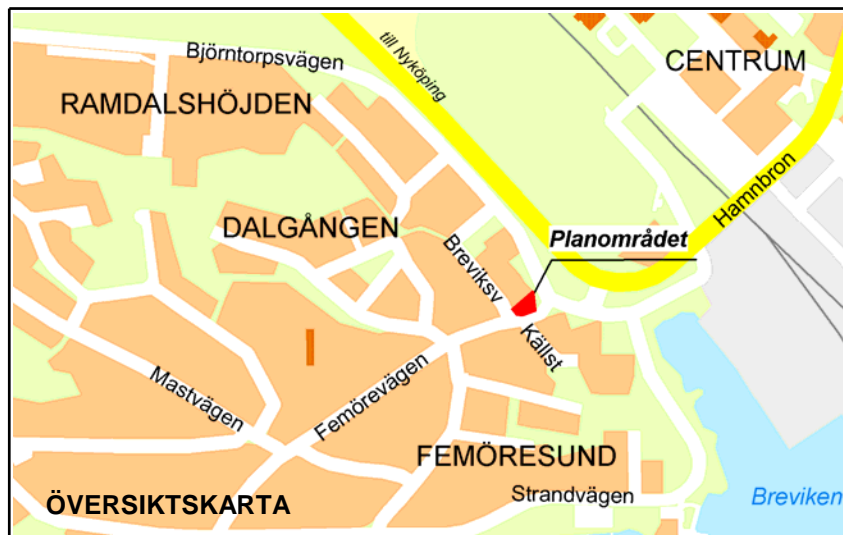 Björntorpsvägen
till Nyköping
CENTRUM
RAMDALSHÖJDEN
Hamnbron
DALGÅNGEN
Planområdet
Breviksv
Källst
Femörevägen
Mastvägen
FEMÖRESUND
Strandvägen
Breviken
ÖVERSIKTSKARTA